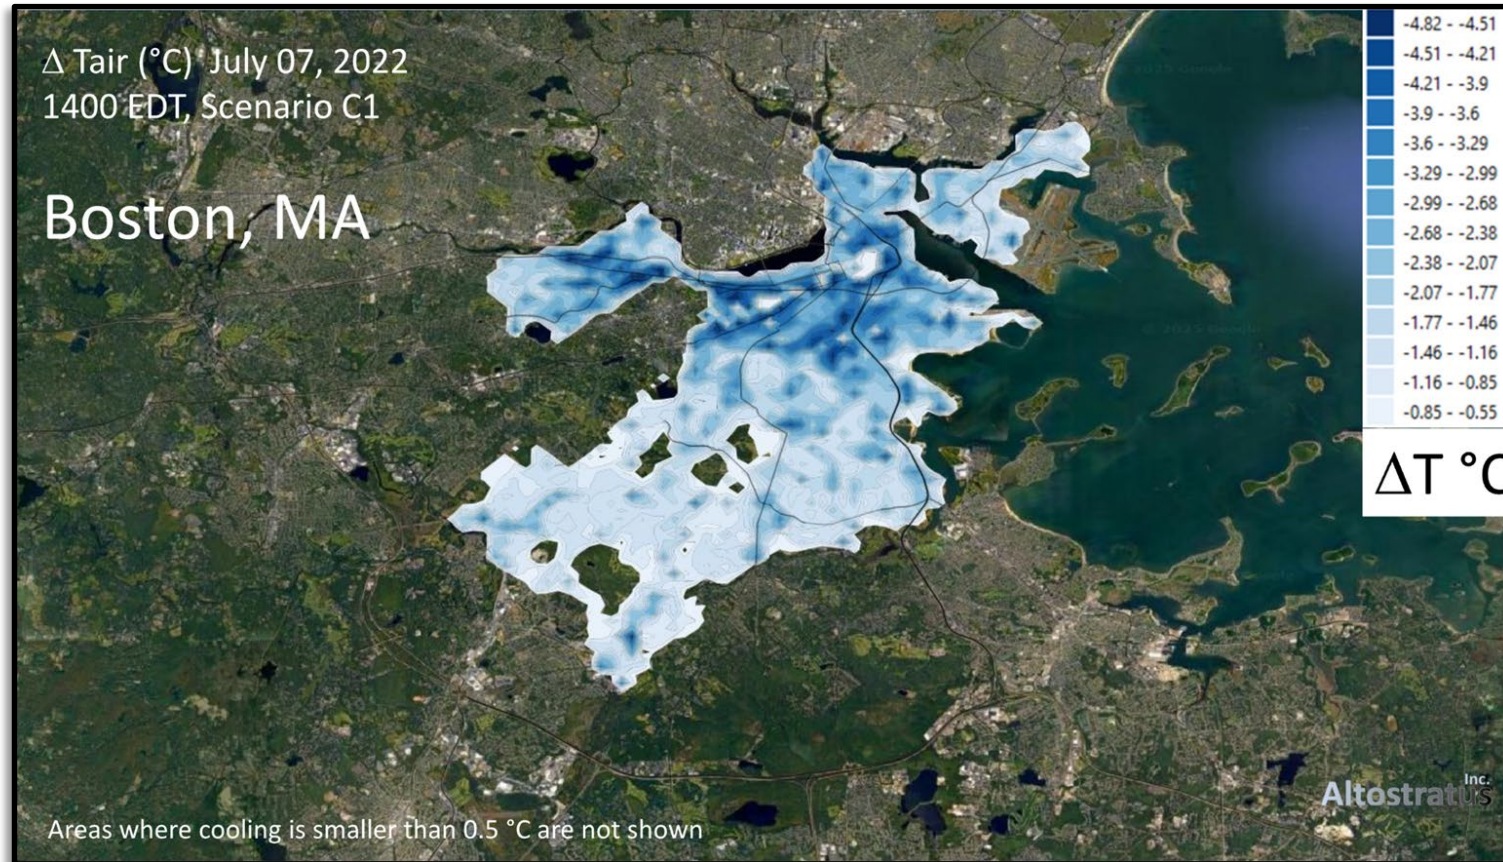 Δ Tair (°C) July 07, 2022
1400 EDT, Scenario C1
Boston, MA
-4.82 - -4.51
-4.51 - -4.21
-4.21 - -3.9
-3.9 - -3.6
-3.6 - -3.29
-3.29 - -2.99
-2.99 - -2.68
-2.68 - -2.38
-2.38 - -2.07
-2.07 - -1.77
-1.77 - -1.46
-1.46 - -1.16
-1.16 - -0.85
-0.85 - -0.55
ΔT °C
© 2025 Google
© 2025 Google
Altostratus Inc.
Areas where cooling is smaller than 0.5 °C are not shown